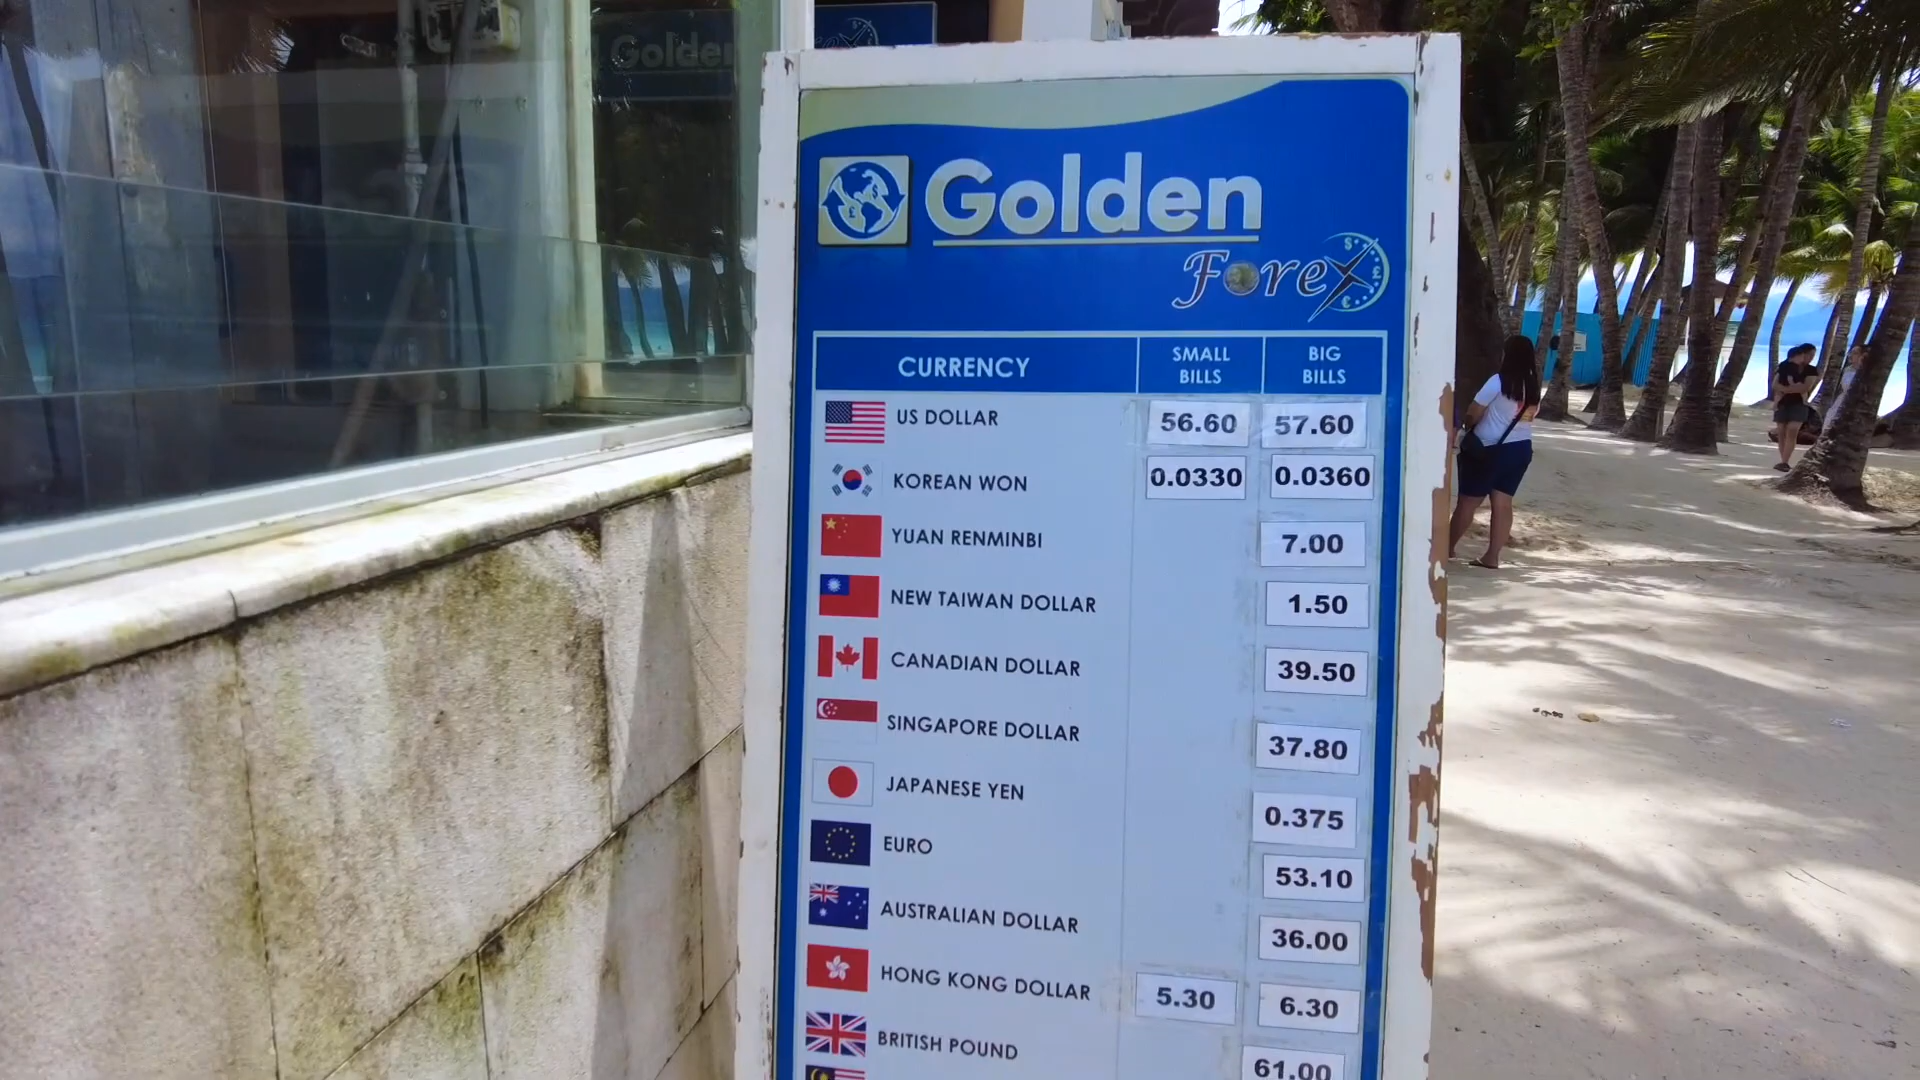 Golden
Golden
Forex
CURRENCY SMALL BILLS BIG BILLS
US DOLLAR 56.60 57.60
KOREAN WON 0.0330 0.0360
YUAN RENMINBI 7.00
NEW TAIWAN DOLLAR 1.50
CANADIAN DOLLAR 39.50
SINGAPORE DOLLAR 37.80
JAPANESE YEN 0.375
EURO 53.10
AUSTRALIAN DOLLAR 36.00
HONG KONG DOLLAR 5.30 6.30
BRITISH POUND 61.00